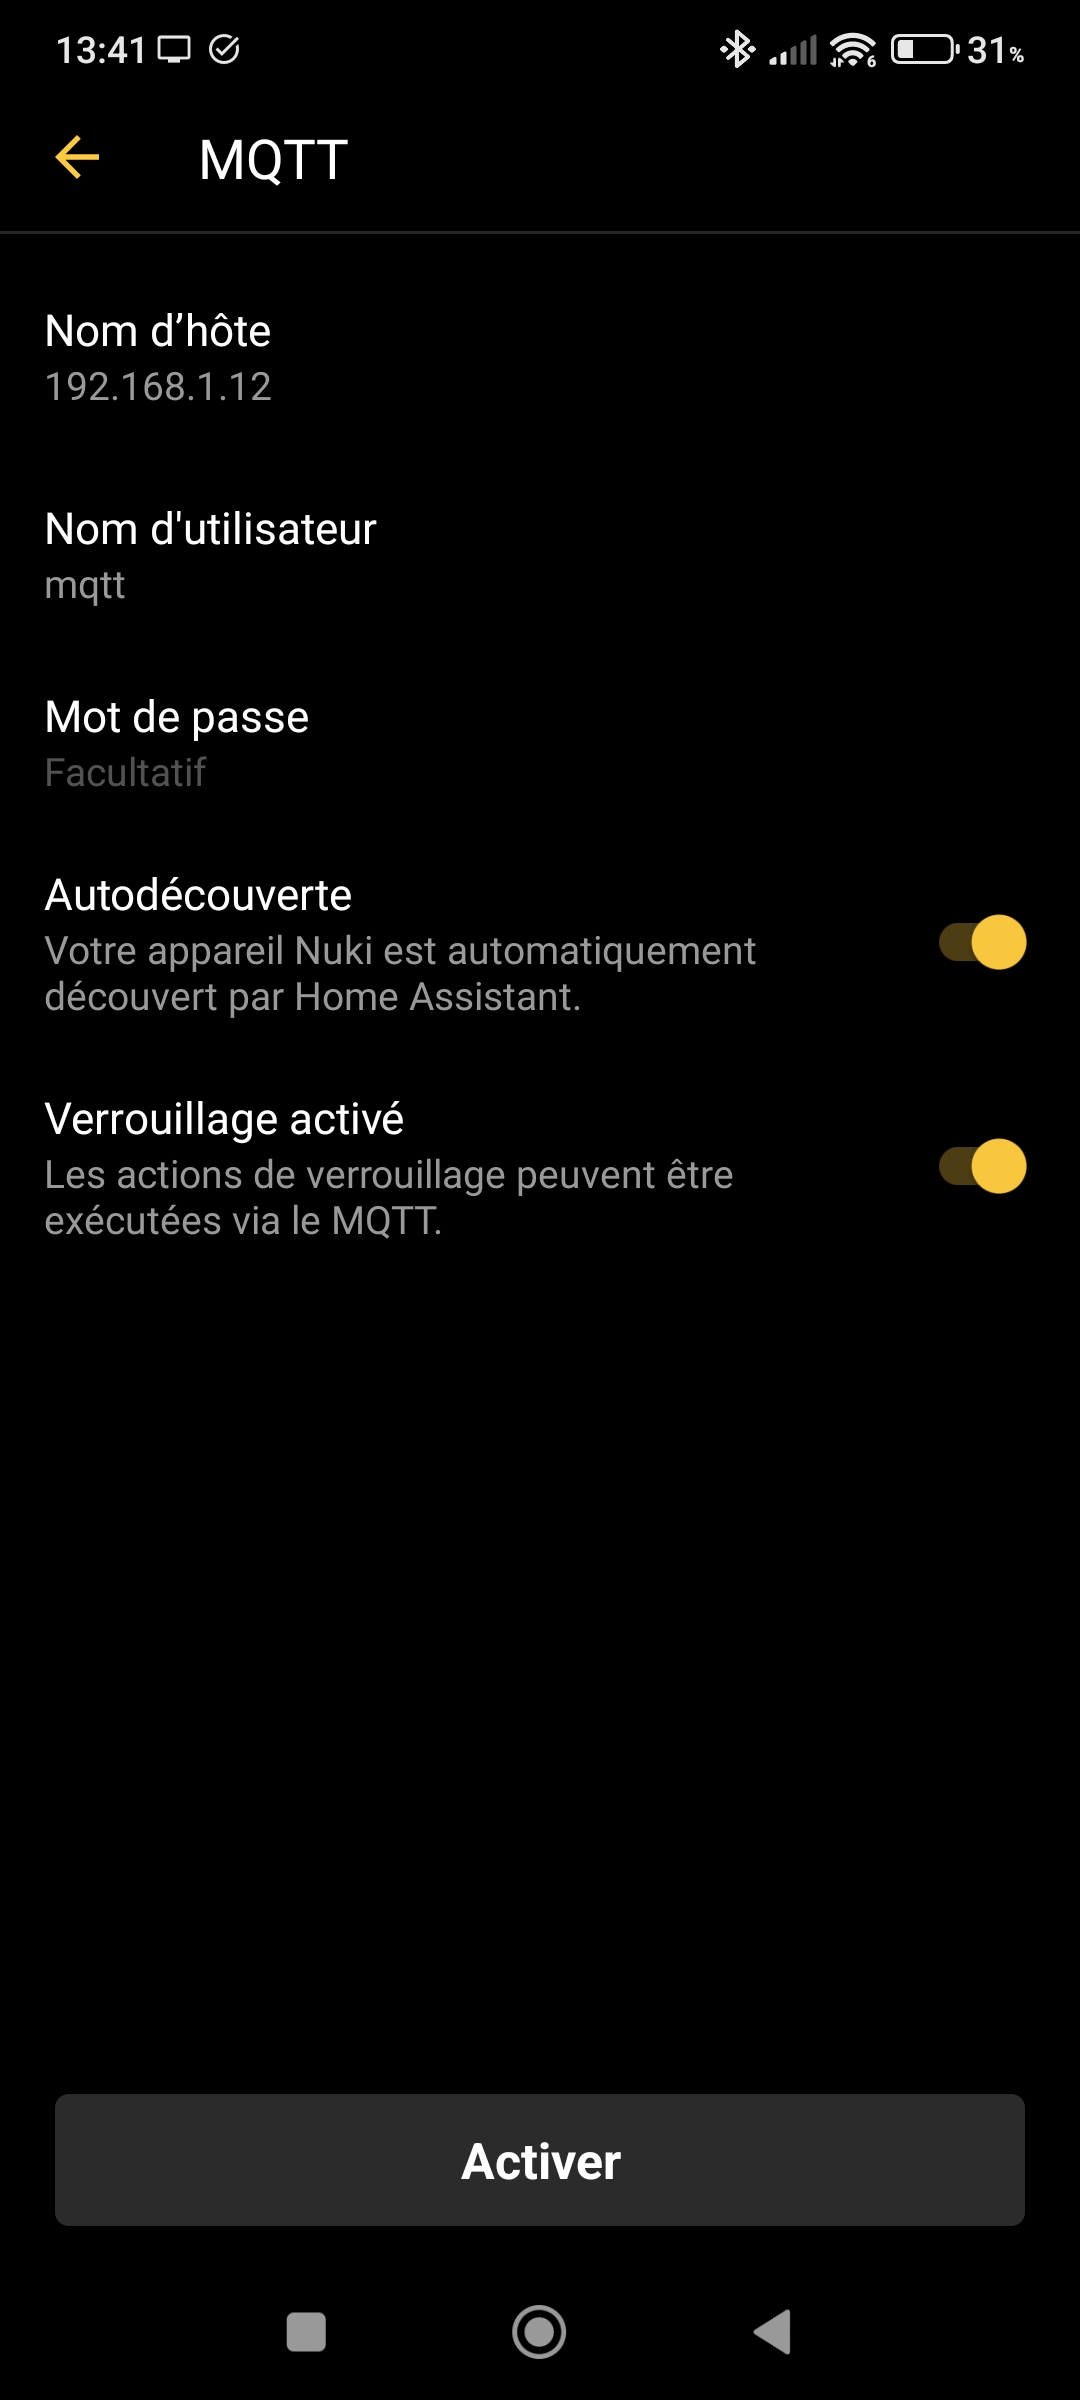 13:41
6
31%
MQTT
Nom d’hôte
192.168.1.12
Nom d'utilisateur
mqtt
Mot de passe
Facultatif
Autodécouverte
Votre appareil Nuki est automatiquement
découvert par Home Assistant.
Verrouillage activé
Les actions de verrouillage peuvent être
exécutées via le MQTT.
Activer